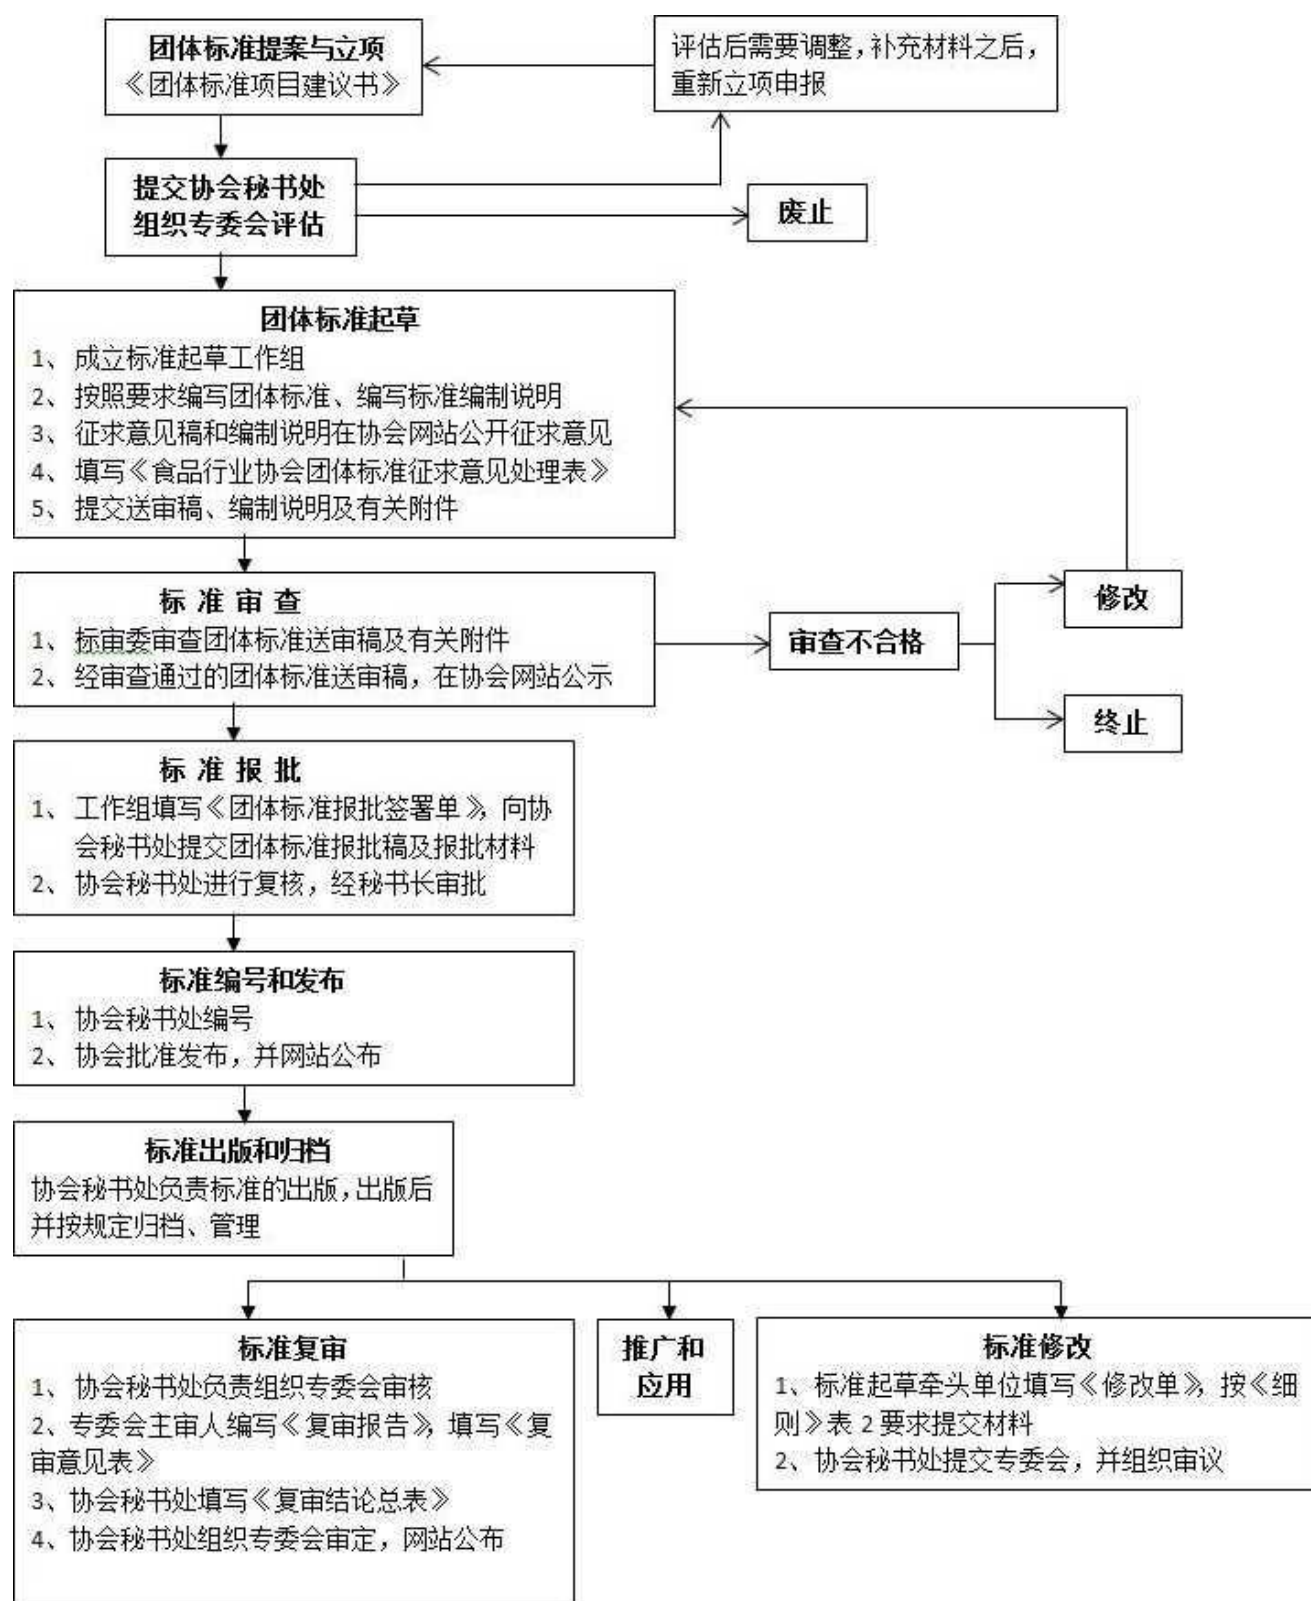 团体标准提案与立项
《团体标准项目建议书》
评估后需要调整，补充材料之后，
重新立项申报
提交协会秘书处
组织专委会评估
废止
团体标准起草
1、 成立标准起草工作组
2、 按照要求编写团体标准、编写标准编制说明
3、 征求意见稿和编制说明在协会网站公开征求意见
4、 填写《食品行业协会团体标准征求意见处理表》
5、 提交送审稿、编制说明及有关附件
标 准 审 查
1、 标审委审查团体标准送审稿及有关附件
2、 经审查通过的团体标准送审稿，在协会网站公示
审查不合格
修改
终止
标 准 报 批
1、 工作组填写《团体标准报批签署单》，向协
会秘书处提交团体标准报批稿及报批材料
2、 协会秘书处进行复核，经秘书长审批
标准编号和发布
1、 协会秘书处编号
2、 协会批准发布，并网站公布
标准出版和归档
协会秘书处负责标准的出版，出版后
并按规定归档、管理
标准复审
1、 协会秘书处负责组织专委会审核
2、专委会主审人编写《复审报告》，填写《复
审意见表》
3、协会秘书处填写《复审结论总表》
4、协会秘书处组织专委会审定，网站公布
推广和
应用
标准修改
1、标准起草牵头单位填写《修改单》，按《细
则》表 2 要求提交材料
2、协会秘书处提交专委会，并组织审议